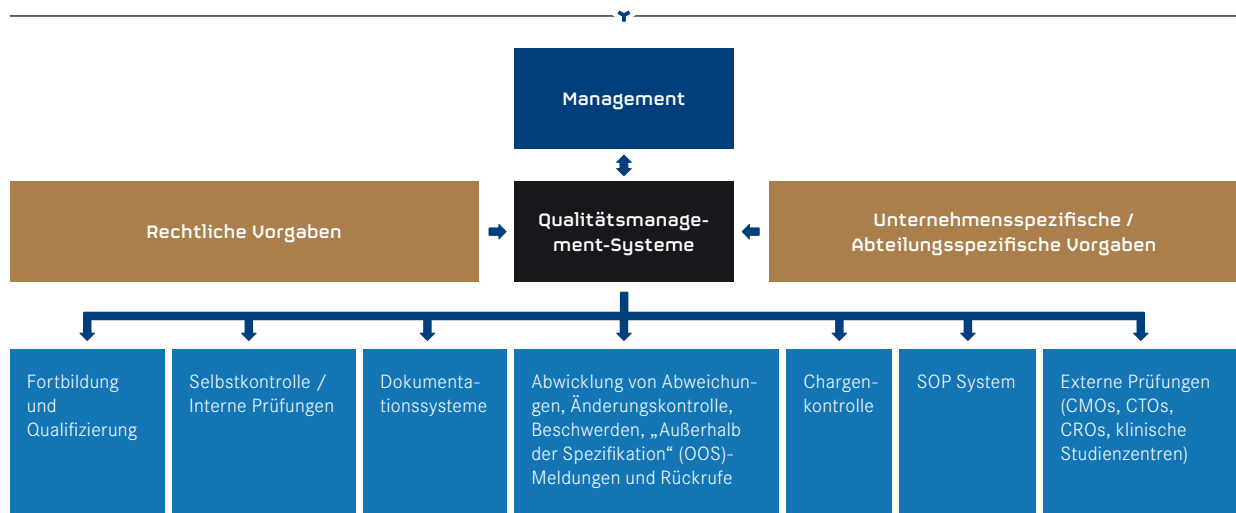 Management
Rechtliche Vorgaben
Qualitätsmanage-
ment-Systeme
Unternehmensspezifische /
Abteilungsspezifische Vorgaben
Fortbildung
und
Qualifizierung
Selbstkontrolle /
Interne Prüfungen
Dokumenta-
tionssysteme
Abwicklung von Abweichun-
gen, Änderungskontrolle,
Beschwerden, „Außerhalb
der Spezifikation“ (OOS)-
Meldungen und Rückrufe
Chargen-
kontrolle
SOP System
Externe Prüfungen
(CMOs, CTOs,
CROs, klinische
Studienzentren)